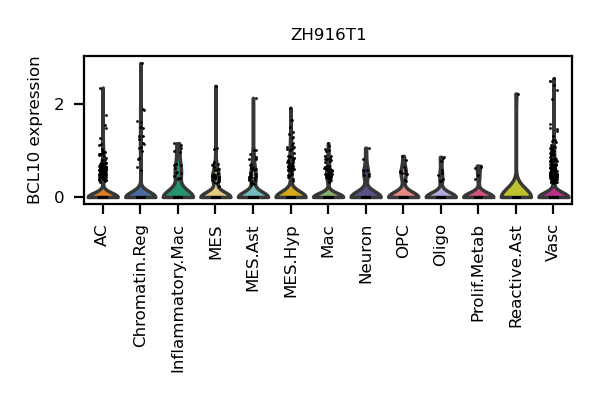 ZH916T1
BCL10 expression
2
0
AC
Chromatin.Reg
Inflammatory.Mac
MES
MES.Ast
MES.Hyp
Mac
Neuron
OPC
Oligo
Prolif.Metab
Reactive.Ast
Vasc